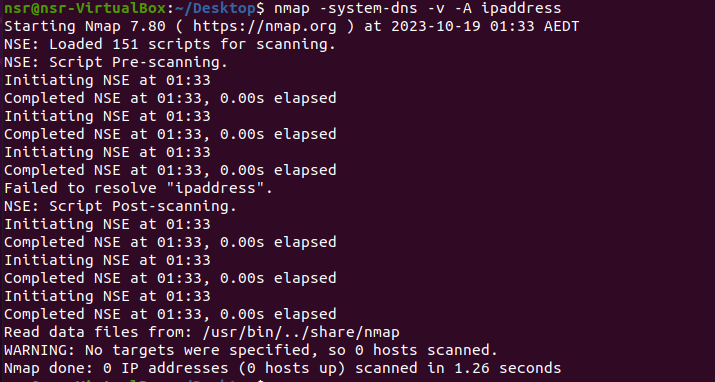 nsr@nsr-VirtualBox:~/Desktop$ nmap -system-dns -v -A ipaddress
Starting Nmap 7.80 ( https://nmap.org ) at 2023-10-19 01:33 AEDT
NSE: Loaded 151 scripts for scanning.
NSE: Script Pre-scanning.
Initiating NSE at 01:33
Completed NSE at 01:33, 0.00s elapsed
Initiating NSE at 01:33
Completed NSE at 01:33, 0.00s elapsed
Initiating NSE at 01:33
Completed NSE at 01:33, 0.00s elapsed
Failed to resolve "ipaddress".
NSE: Script Post-scanning.
Initiating NSE at 01:33
Completed NSE at 01:33, 0.00s elapsed
Initiating NSE at 01:33
Completed NSE at 01:33, 0.00s elapsed
Initiating NSE at 01:33
Completed NSE at 01:33, 0.00s elapsed
Read data files from: /usr/bin/../share/nmap
WARNING: No targets were specified, so 0 hosts scanned.
Nmap done: 0 IP addresses (0 hosts up) scanned in 1.26 seconds